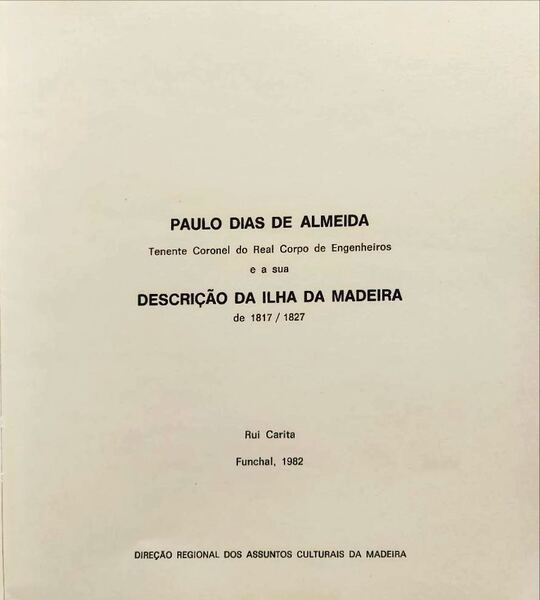 PAULO DIAS DE ALMEIDA
Tenente Coronel do Real Corpo de Engenheiros
e a sua
DESCRIÇÃO DA ILHA DA MADEIRA
de 1817 / 1827
Rui Carita
Funchal, 1982
DIREÇÃO REGIONAL DOS ASSUNTOS CULTURAIS DA MADEIRA